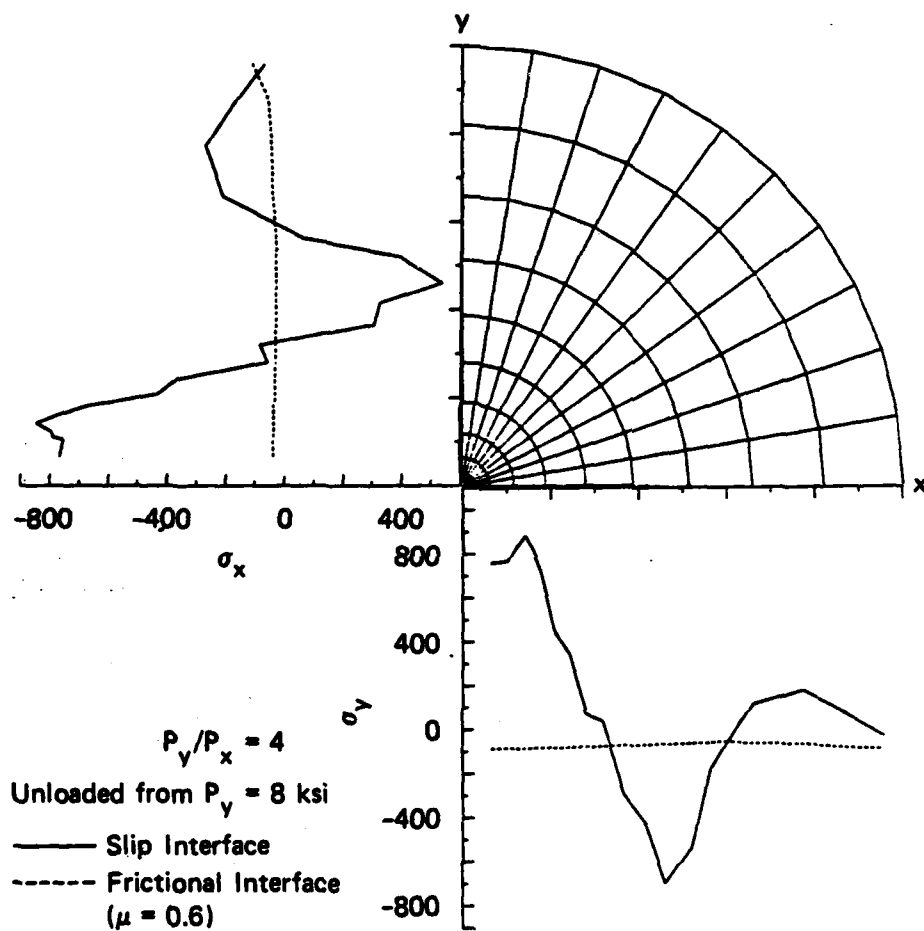 y
x
-800 -400 0 400
σx
800
400
0
-400
-800
σy
Py/Px = 4
Unloaded from Py = 8 ksi
Slip Interface
Frictional Interface
(μ = 0.6)